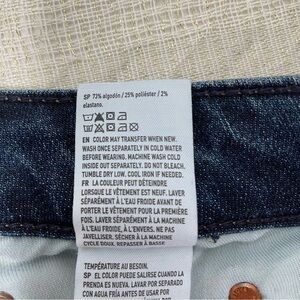 SP 73% algodón / 25% poliéster / 2%
elastano.
EN COLOR MAY TRANSFER WHEN NEW.
WASH ONCE SEPARATELY IN COLD WATER
BEFORE WEARING. MACHINE WASH COLD
INSIDE OUT SEPARATELY. DO NOT BLEACH.
TUMBLE DRY LOW. COOL IRON IF NEEDED.
FR LA COULEUR PEUT DÉTEINDRE
LORSQUE LE VÊTEMENT EST NEUF. LAVER
SÉPARÉMENT À L'EAU FROIDE AVANT DE
PORTER LE VÊTEMENT POUR LA PREMIÈRE
FOIS. LAVER SÉPARÉMENT À L'EAU
FROIDE ET À L'ENVERS. NE PAS
JAVELLISER. SÉCHER À LA MACHINE
CYCLE DOUX. REPASSER À BASSE
TEMPÉRATURE AU BESOIN.
SP EL COLOR PUEDE SALIRSE CUANDO LA
PRENDA ES NUEVA. LAVAR POR SEPARADO
CON AGUA FRÍA ANTES DE USAR POR